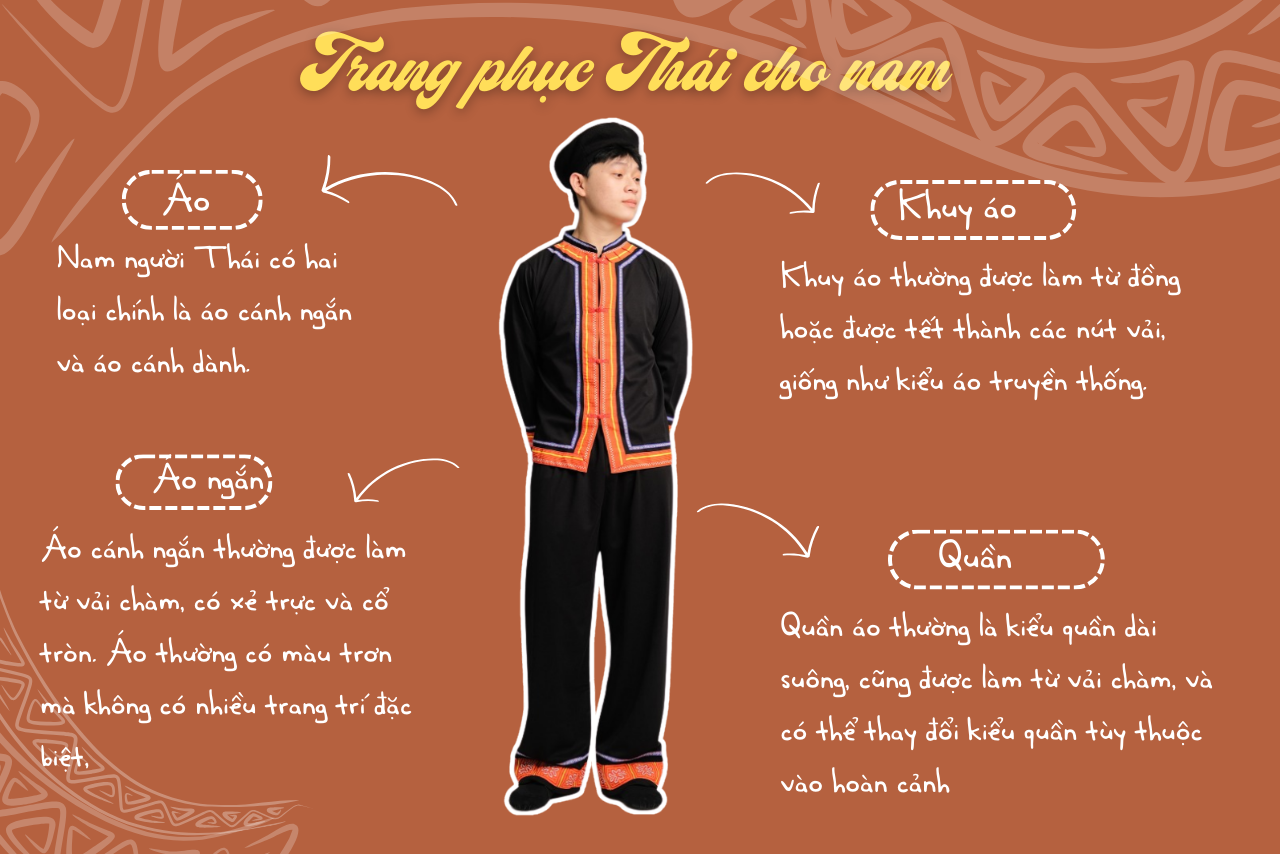 Trang phục Thái cho nam
Áo
Nam người Thái có hai
loại chính là áo cánh ngắn
và áo cánh dành.
Áo ngắn
Áo cánh ngắn thường được làm
từ vải chàm, có xẻ trực và cổ
tròn. Áo thường có màu trơn
mà không có nhiều trang trí đặc
biệt,
Khuy áo
Khuy áo thường được làm từ đồng
hoặc được tết thành các nút vải,
giống như kiểu áo truyền thống.
Quần
Quần áo thường là kiểu quần dài
suông, cũng được làm từ vải chàm, và
có thể thay đổi kiểu quần tùy thuộc
vào hoàn cảnh